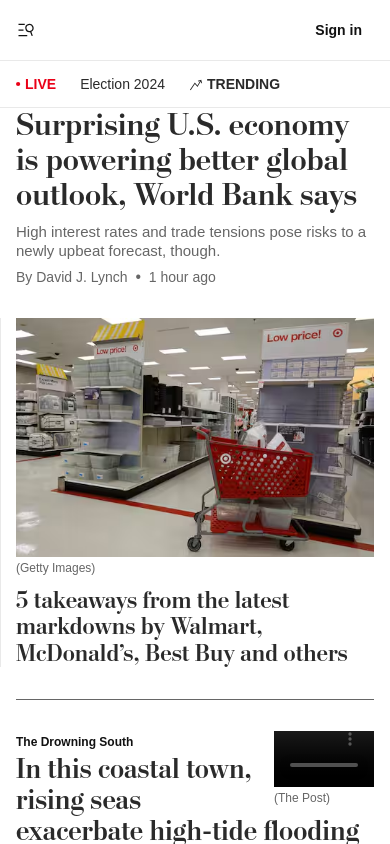 Sign in
LIVE
Election 2024
TRENDING
Surprising U.S. economy
is powering better global
outlook, World Bank says
High interest rates and trade tensions pose risks to a
newly upbeat forecast, though.
By David J. Lynch • 1 hour ago
Low price!
Low price!
(Getty Images)
5 takeaways from the latest
markdowns by Walmart,
McDonald’s, Best Buy and others
The Drowning South
In this coastal town,
rising seas
exacerbate high-tide flooding
(The Post)